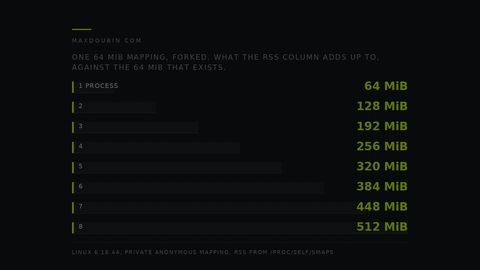 MAXDOURIN.COM
ONE 64 MIB MAPPING, FORKED. WHAT THE RSS COLUMN ADDS UP TO,
AGAINST THE 64 MIB THAT EXISTS.
1 PROCESS 64 MiB
2 128 MiB
3 192 MiB
4 256 MiB
5 320 MiB
6 384 MiB
7 448 MiB
8 512 MiB
LINUX 6.18.44, PRIVATE ANONYMOUS MAPPING. RSS FROM /PROC/SELF/SMAPS